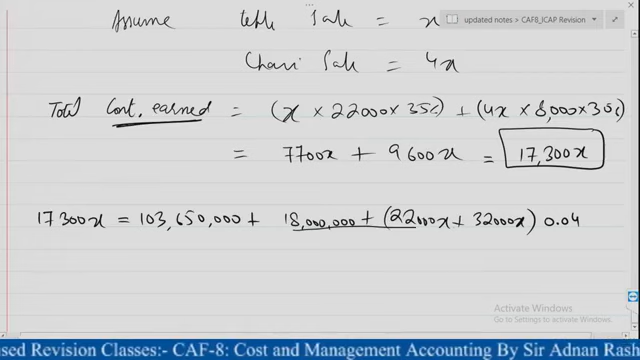 Assume table Sale = x
updated notes > CAF8_ICAP Revision
Chair Sale = 4x
Total Cont. earned = (x × 22000 × 35%) + (4x × 8,000 × 30%)
= 7700x + 9600x = 17,300x
17300x = 103,650,000 + 18,000,000 + (22000x + 32000x) 0.04
Activate Windows
Go to Settings to activate Windows.
used Revision Classes:- CAF-8: Cost and Management Accounting By Sir Adnan Rash